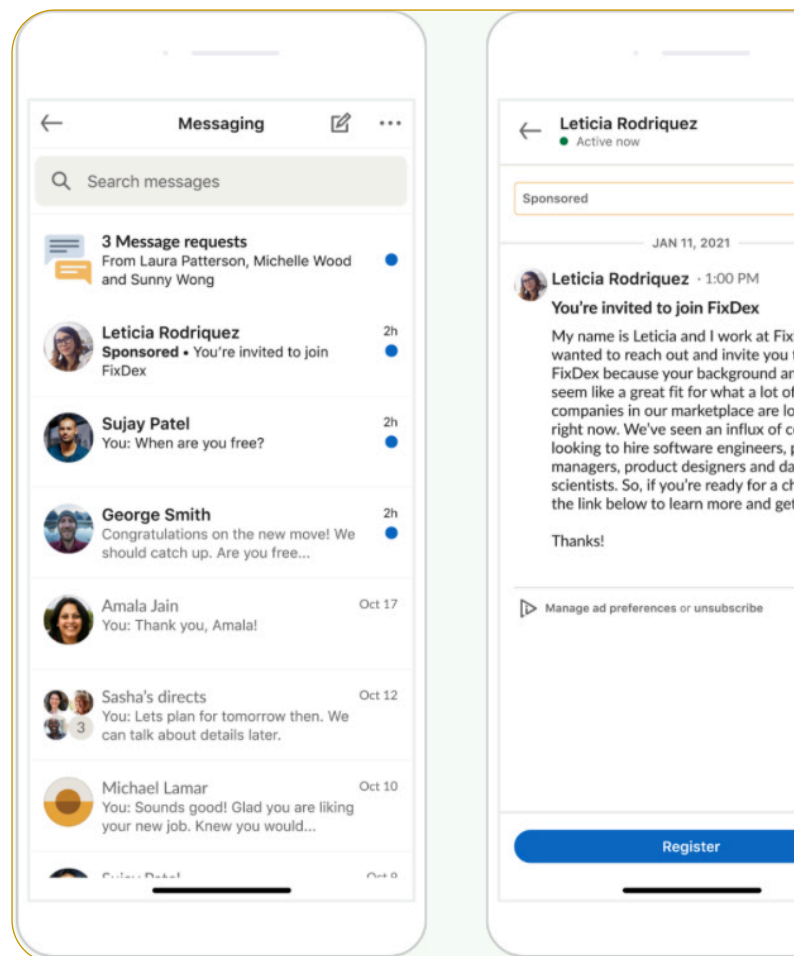 Messaging
Search messages
3 Message requests
From Laura Patterson, Michelle Wood
and Sunny Wong
Leticia Rodriquez 2h
Sponsored • You're invited to join
FixDex
Sujay Patel 2h
You: When are you free?
George Smith 2h
Congratulations on the new move! We
should catch up. Are you free...
Amala Jain Oct 17
You: Thank you, Amala!
3
Sasha's directs Oct 12
You: Lets plan for tomorrow then. We
can talk about details later.
Michael Lamar Oct 10
You: Sounds good! Glad you are liking
your new job. Knew you would...
Leticia Rodriquez
Active now
Sponsored
JAN 11, 2021
Leticia Rodriquez · 1:00 PM
You're invited to join FixDex
My name is Leticia and I work at Fix
wanted to reach out and invite you
FixDex because your background
seem like a great fit for what a lot of
companies in our marketplace are
right now. We've seen an influx of
looking to hire software engineers,
managers, product designers and
scientists. So, if you're ready for a
the link below to learn more and get
Thanks!
Manage ad preferences or unsubscribe
Register